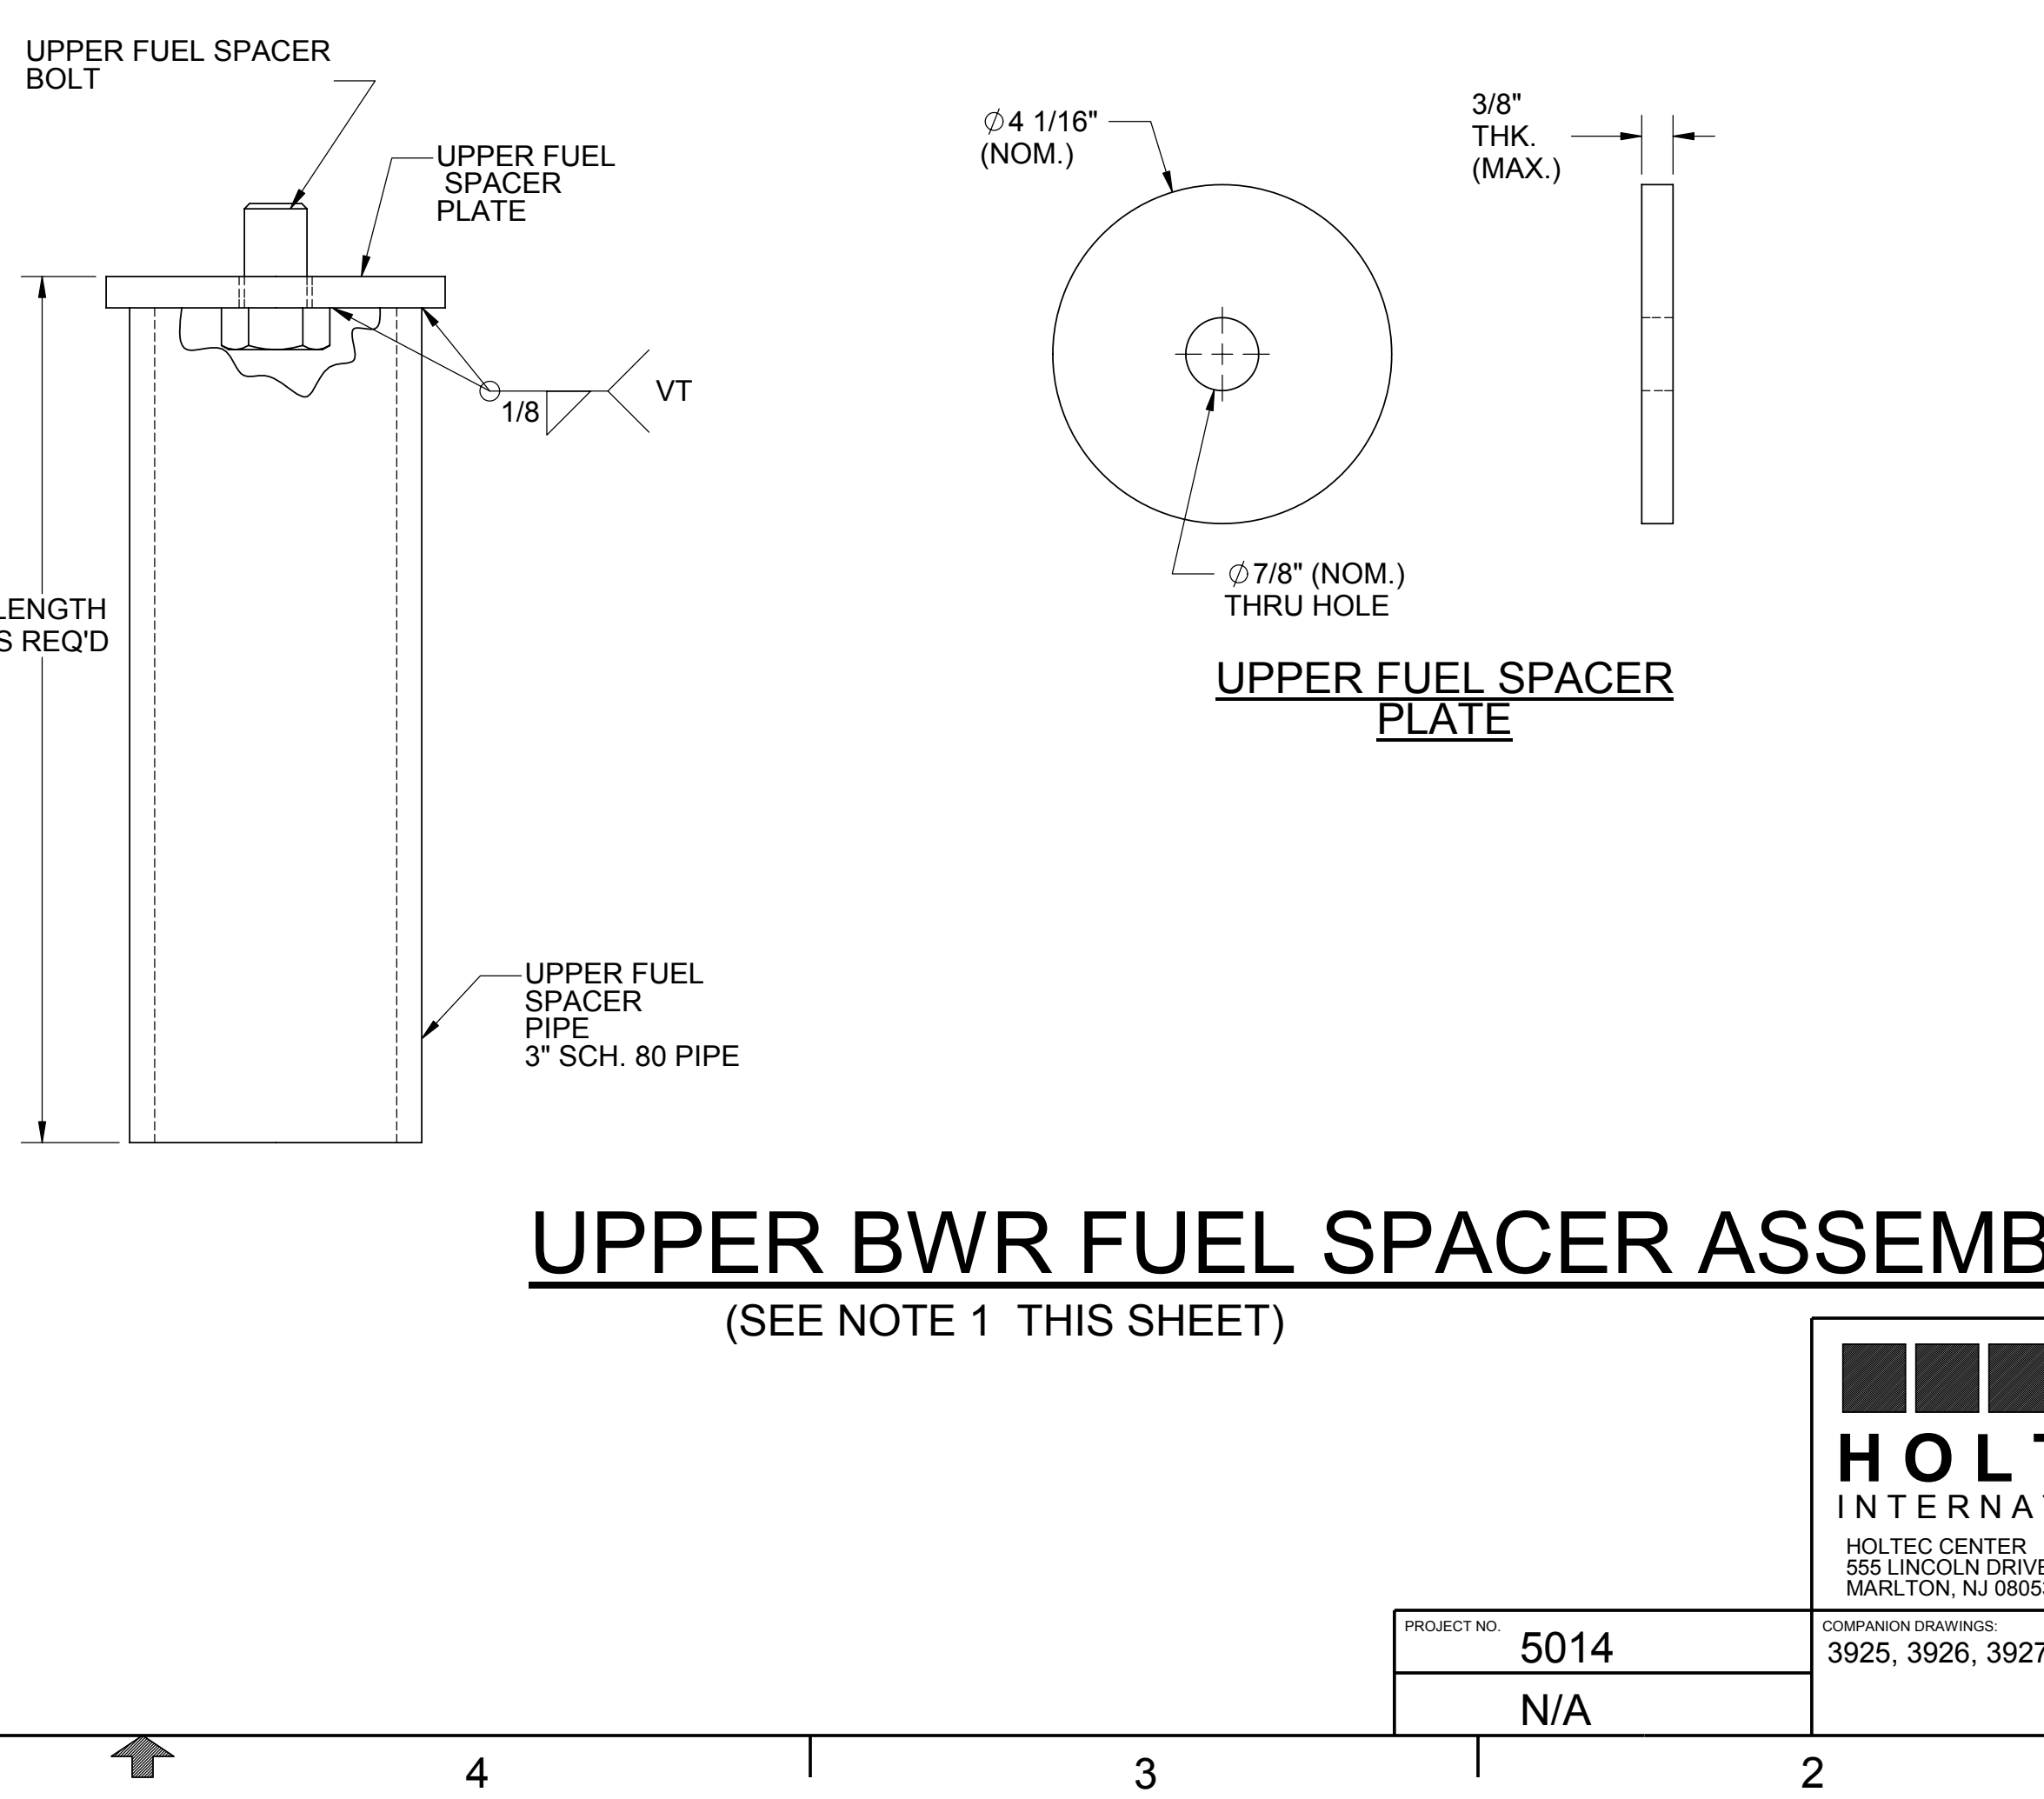 UPPER FUEL SPACER
BOLT
UPPER FUEL
SPACER
PLATE
1/8
VT
LENGTH
S REQ'D
UPPER FUEL
SPACER
PIPE
3" SCH. 80 PIPE
∅4 1/16"
(NOM.)
3/8"
THK.
(MAX.)
∅7/8" (NOM.)
THRU HOLE
UPPER FUEL SPACER
PLATE
UPPER BWR FUEL SPACER ASSEMB
(SEE NOTE 1 THIS SHEET)
HOLT
INTERNAT
HOLTEC CENTER
555 LINCOLN DRIVE
MARLTON, NJ 08053
PROJECT NO. 5014
N/A
COMPANION DRAWINGS:
3925, 3926, 3927
4
3
2